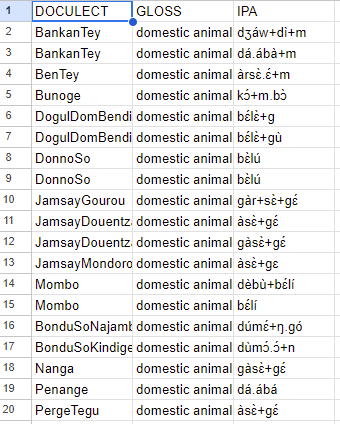 1 DOCULECT GLOSS IPA
2 BankanTey domestic animal dʒáw+dì+m
3 BankanTey domestic animal dá.ábà+m
4 BenTey domestic animal àrsɛ̀.ɛ́+m
5 Bunoge domestic animal kɔ́+m.bɔ̀
6 DogulDomBendi domestic animal bɛ́lɛ̀+g
7 DogulDomBendi domestic animal bɛ́lɛ̀+gù
8 DonnoSo domestic animal bɛ̀lú
9 DonnoSo domestic animal bɛ̀lú
10 JamsayGourou domestic animal gàr+sɛ̀+gɛ́
11 JamsayDouentza domestic animal àsɛ̀+gɛ́
12 JamsayDouentza domestic animal gàsɛ̀+gɛ́
13 JamsayMondoro domestic animal àsɛ̀+gɛ
14 Mombo domestic animal dèbù+bɛ́lí
15 Mombo domestic animal bɛ́lí
16 BonduSoNajamb domestic animal dúmɛ́+ŋ.gó
17 BonduSoKindige domestic animal dùmɔ́.ɔ́+n
18 Nanga domestic animal gàsɛ̀+gɛ́
19 Penange domestic animal dá.ábá
20 PergeTegu domestic animal àsɛ̀+gɛ́